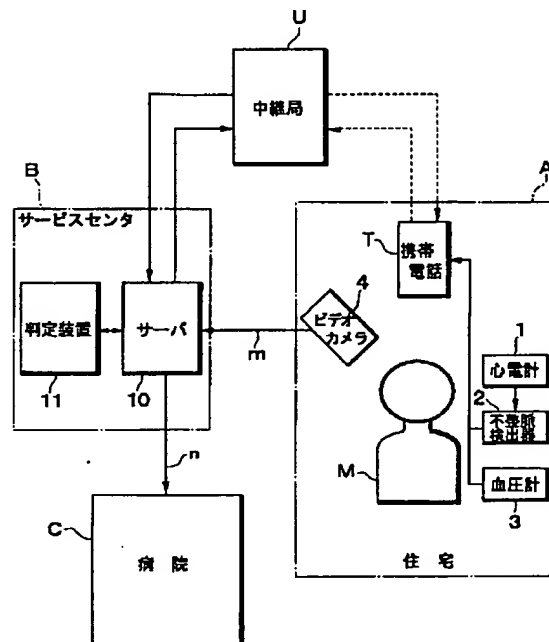 U
中継局
B
A
サービスセンタ
T
携帯
電話
4
ビデオ
カメラ
判定装置
サーバ
m
1
心電計
2
不整脈
検出器
11
10
n
M
血圧計
3
C
病院
住宅